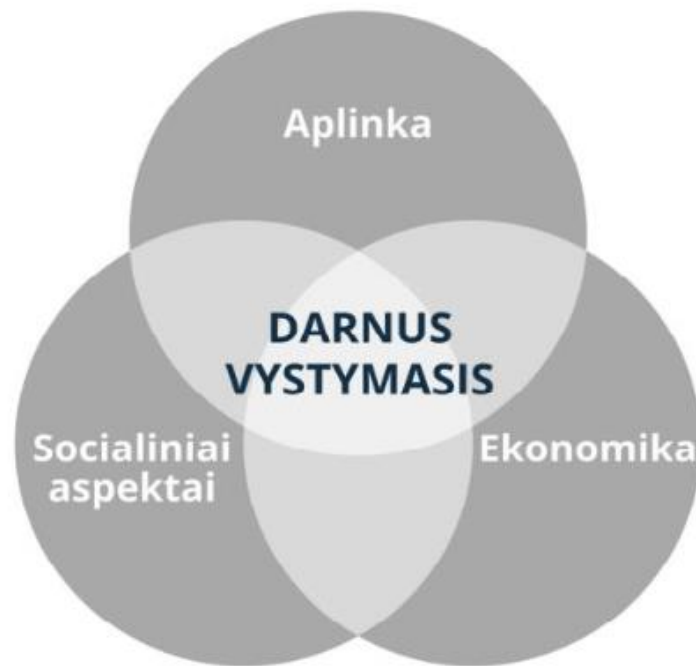 Aplinka
DARNUS
VYSTYMASIS
Socialiniai
aspektai
Ekonomika